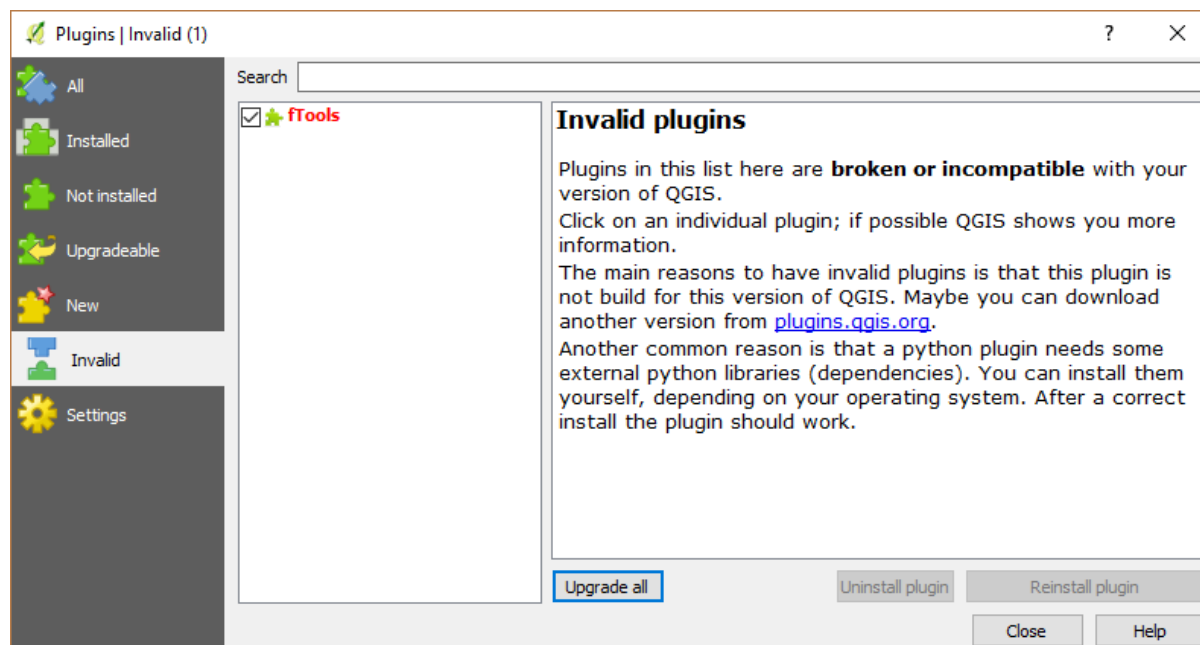 Plugins | Invalid (1)
?
All
Installed
Not installed
Upgradeable
New
Invalid
Settings
Search
fTools
Invalid plugins
Plugins in this list here are broken or incompatible with your
version of QGIS.
Click on an individual plugin; if possible QGIS shows you more
information.
The main reasons to have invalid plugins is that this plugin is
not build for this version of QGIS. Maybe you can download
another version from plugins.qgis.org.
Another common reason is that a python plugin needs some
external python libraries (dependencies). You can install them
yourself, depending on your operating system. After a correct
install the plugin should work.
Upgrade all
Uninstall plugin
Reinstall plugin
Close
Help